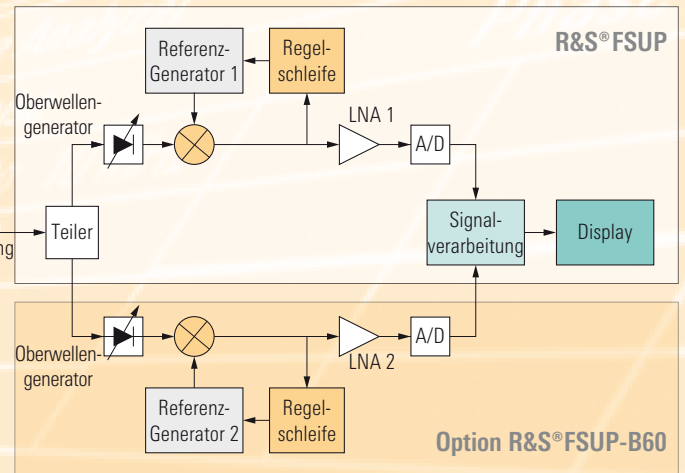 R&S®FSUP
Referenz-
Generator 1
Regel-
schleife
Oberwellen-
generator
LNA 1
A/D
Teiler
Signal-
verarbeitung
Display
Oberwellen-
generator
A/D
LNA 2
Referenz-
Generator 2
Regel-
schleife
Option R&S®FSUP-B60